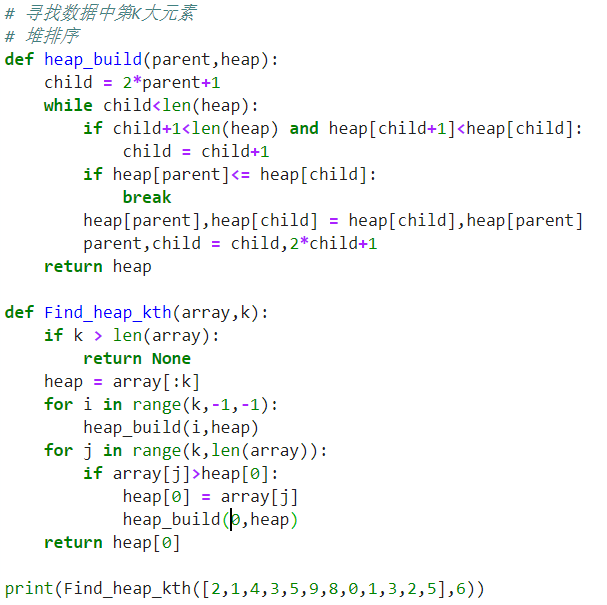 # 寻找数据中第K大元素
# 堆排序
def heap_build(parent,heap):
    child = 2*parent+1
    while child<len(heap):
        if child+1<len(heap) and heap[child+1]<heap[child]:
            child = child+1
        if heap[parent]<= heap[child]:
            break
        heap[parent],heap[child] = heap[child],heap[parent]
        parent,child = child,2*child+1
    return heap

def Find_heap_kth(array,k):
    if k > len(array):
        return None
    heap = array[:k]
    for i in range(k,-1,-1):
        heap_build(i,heap)
    for j in range(k,len(array)):
        if array[j]>heap[0]:
            heap[0] = array[j]
            heap_build(0,heap)
    return heap[0]

print(Find_heap_kth([2,1,4,3,5,9,8,0,1,3,2,5],6))